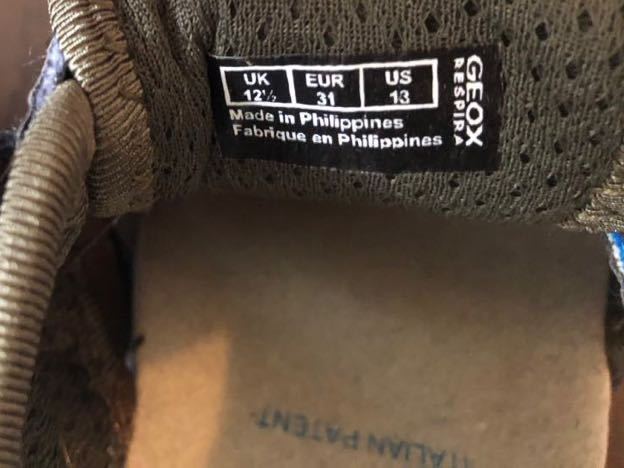 UK EUR US
12½ 31 13
Made in Philippines
Fabrique en Philippines
GEOX
RESPIRA
ITALIAN PATENT